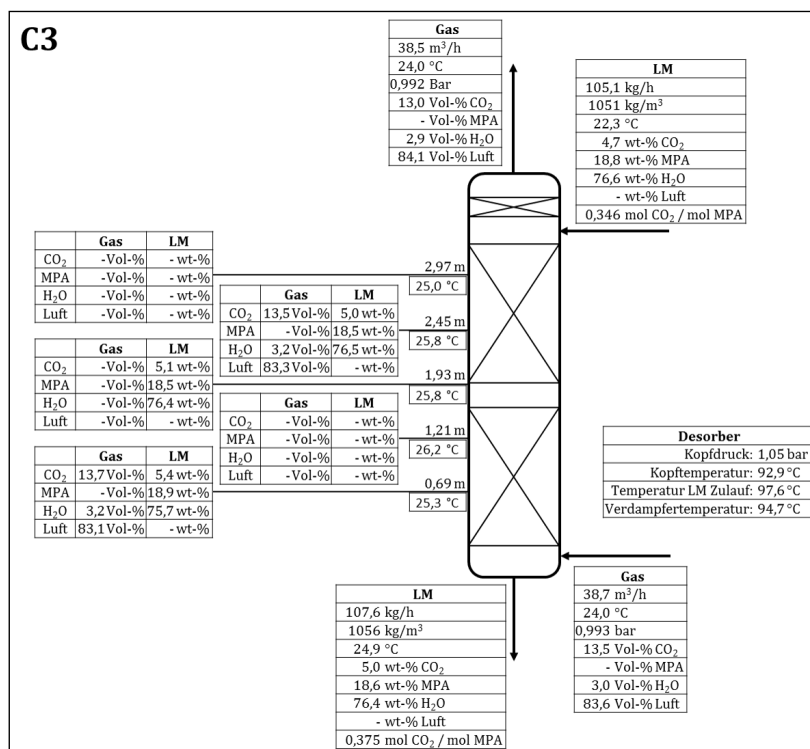 C3
Gas
38,5 m³/h
24,0 °C
0,992 Bar
13,0 Vol-% CO₂
- Vol-% MPA
2,9 Vol-% H₂O
84,1 Vol-% Luft
LM
105,1 kg/h
1051 kg/m³
22,3 °C
4,7 wt-% CO₂
18,8 wt-% MPA
76,6 wt-% H₂O
- wt-% Luft
0,346 mol CO₂ / mol MPA
Gas LM
CO₂ -Vol-% - wt-%
MPA -Vol-% - wt-%
H₂O -Vol-% - wt-%
Luft -Vol-% - wt-%
2,97 m
25,0 °C
Gas LM
CO₂ 13,5 Vol-% 5,0 wt-%
MPA -Vol-% 18,5 wt-%
H₂O 3,2 Vol-% 76,5 wt-%
Luft 83,3 Vol-% - wt-%
2,45 m
25,8 °C
Gas LM
CO₂ -Vol-% 5,1 wt-%
MPA -Vol-% 18,5 wt-%
H₂O -Vol-% 76,4 wt-%
Luft -Vol-% - wt-%
1,93 m
25,8 °C
Gas LM
CO₂ -Vol-% -Vol-%
MPA -Vol-% -Vol-%
H₂O -Vol-% -Vol-%
Luft -Vol-% -Vol-%
1,21 m
26,2 °C
Gas LM
CO₂ 13,7 Vol-% 5,4 wt-%
MPA -Vol-% 18,9 wt-%
H₂O 3,2 Vol-% 75,7 wt-%
Luft 83,1 Vol-% - wt-%
0,69 m
25,3 °C
Desorber
Kopfdruck: 1,05 bar
Kopftemperatur: 92,9 °C
Temperatur LM Zulauf: 97,6 °C
Verdampfertemperatur: 94,7 °C
LM
107,6 kg/h
1056 kg/m³
24,9 °C
5,0 wt-% CO₂
18,6 wt-% MPA
76,4 wt-% H₂O
- wt-% Luft
0,375 mol CO₂ / mol MPA
Gas
38,7 m³/h
24,0 °C
0,993 bar
13,5 Vol-% CO₂
- Vol-% MPA
3,0 Vol-% H₂O
83,6 Vol-% Luft